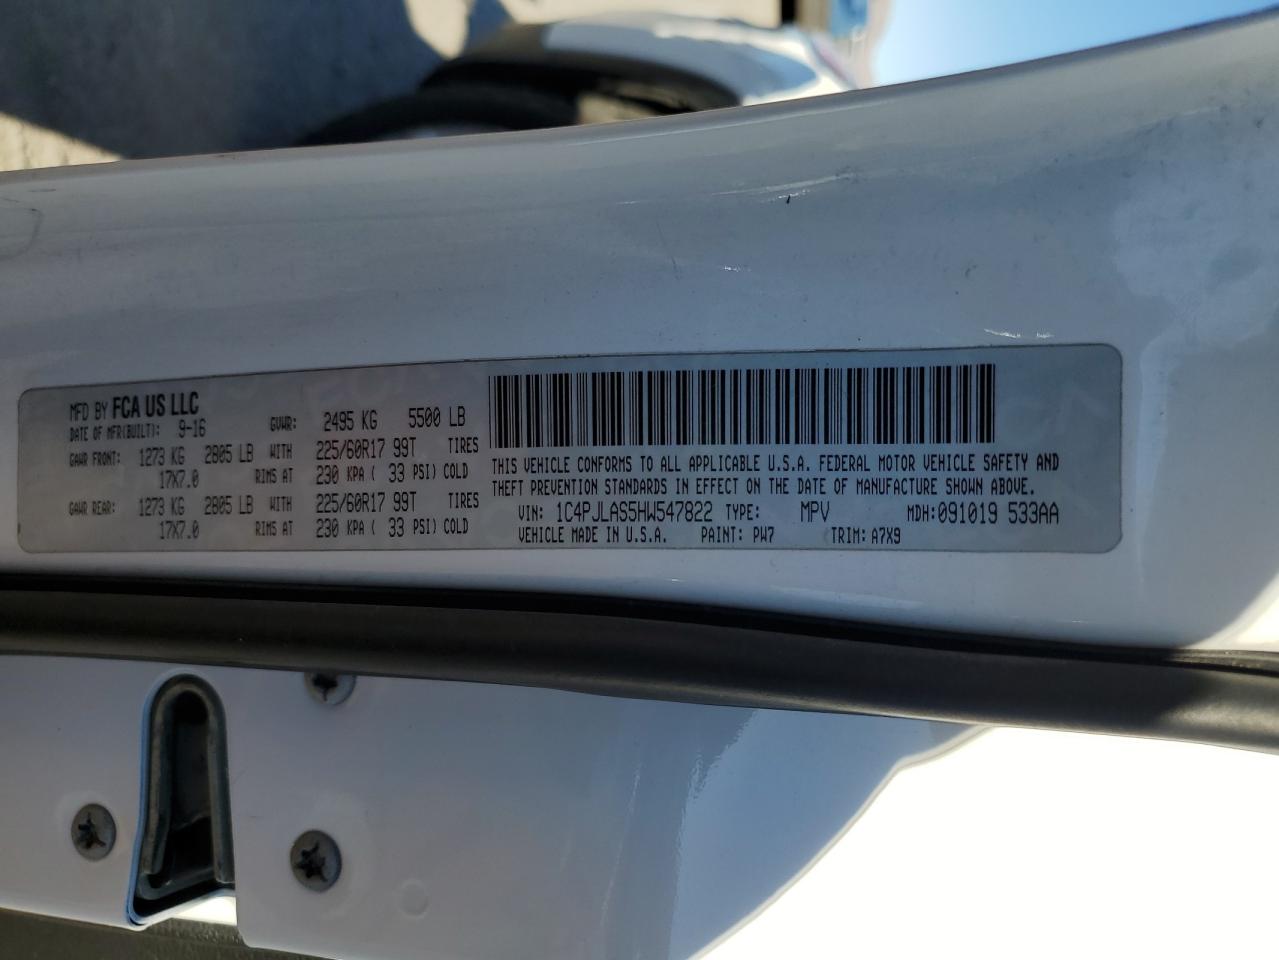 MFD BY FCA US LLC
DATE OF MFR(BUILT): 9-16 GVWR: 2495 KG 5500 LB
GAWR FRONT: 1273 KG 2805 LB WITH 225/60R17 99T TIRES
17X7.0 RIMS AT 230 KPA ( 33 PSI) COLD
GAWR REAR: 1273 KG 2805 LB WITH 225/60R17 99T TIRES
17X7.0 RIMS AT 230 KPA ( 33 PSI) COLD
THIS VEHICLE CONFORMS TO ALL APPLICABLE U.S.A. FEDERAL MOTOR VEHICLE SAFETY AND
THEFT PREVENTION STANDARDS IN EFFECT ON THE DATE OF MANUFACTURE SHOWN ABOVE.
VIN: 1C4PJLAS5HW547822 TYPE: MPV MDH: 091019 533AA
VEHICLE MADE IN U.S.A. PAINT: PW7 TRIM: A7X9